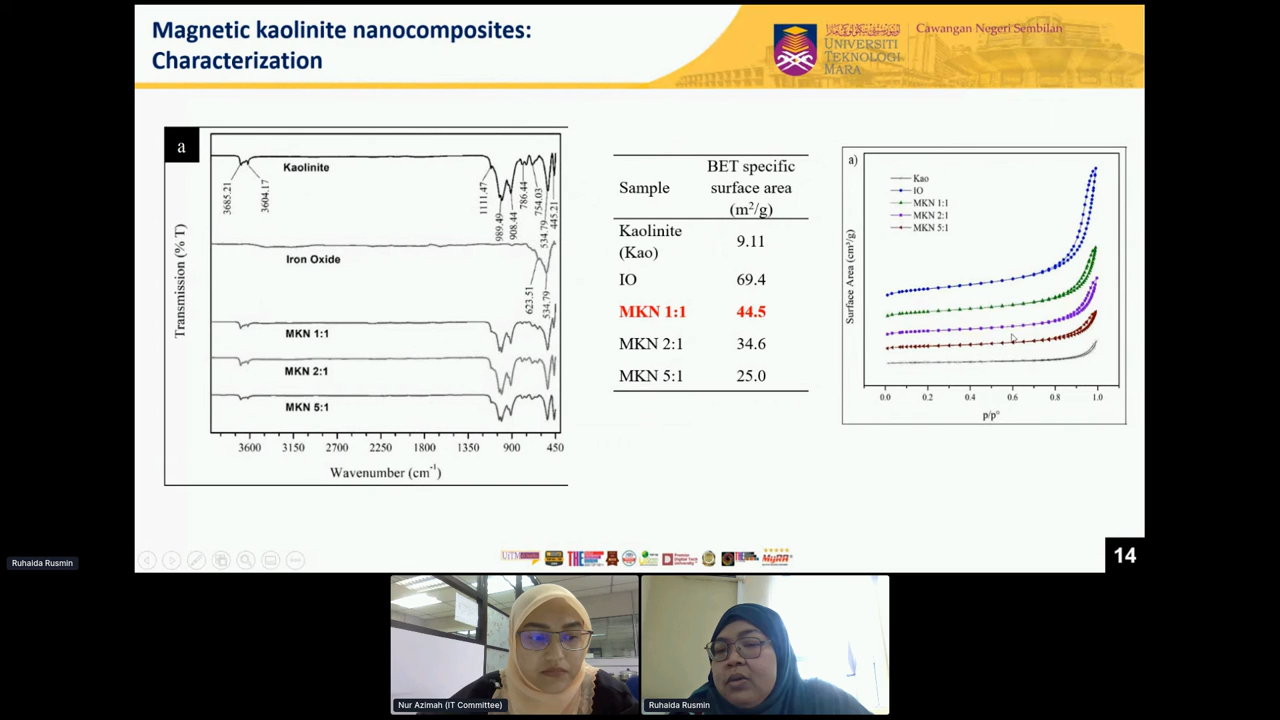 Magnetic kaolinite nanocomposites:
Characterization
UNIVERSITI
TEKNOLOGI
MARA
Cawangan Negeri Sembilan
a
Kaolinite
3685.21
3604.17
1111.47
989.49
908.44
786.44
754.03
534.79
445.21
Iron Oxide
623.51
534.79
MKN 1:1
MKN 2:1
MKN 5:1
Transmission (% T)
3600 3150 2700 2250 1800 1350 900 450
Wavenumber (cm⁻¹)
Sample
BET specific
surface area
(m²/g)
Kaolinite
(Kao)
9.11
IO 69.4
MKN 1:1 44.5
MKN 2:1 34.6
MKN 5:1 25.0
a)
Kao
IO
MKN 1:1
MKN 2:1
MKN 5:1
Surface Area (cm³/g)
0.0 0.2 0.4 0.6 0.8 1.0
p/p°
14
Ruhaida Rusmin
Nur Azimah (IT Committee)
Ruhaida Rusmin